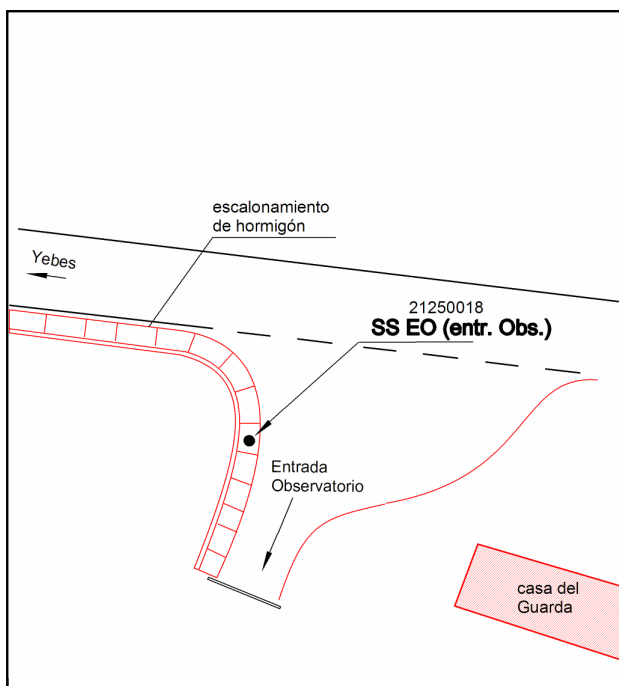 escalonamiento
de hormigón
Yebes
21250018
SS EO (entr. Obs.)
Entrada
Observatorio
casa del
Guarda